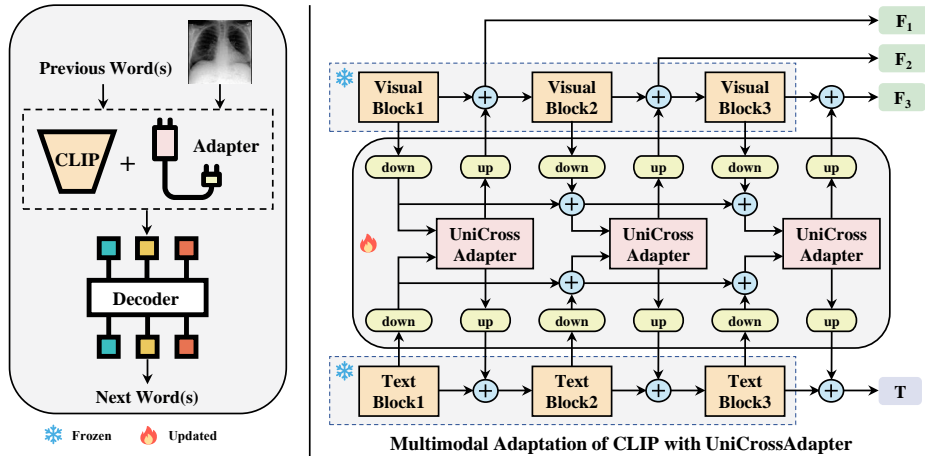 Previous Word(s)
CLIP
+
Adapter
Decoder
Next Word(s)
Frozen
Updated
F1
F2
F3
Visual
Block1
Visual
Block2
Visual
Block3
down
up
down
up
down
up
UniCross
Adapter
UniCross
Adapter
UniCross
Adapter
down
up
down
up
down
up
Text
Block1
Text
Block2
Text
Block3
T
Multimodal Adaptation of CLIP with UniCrossAdapter